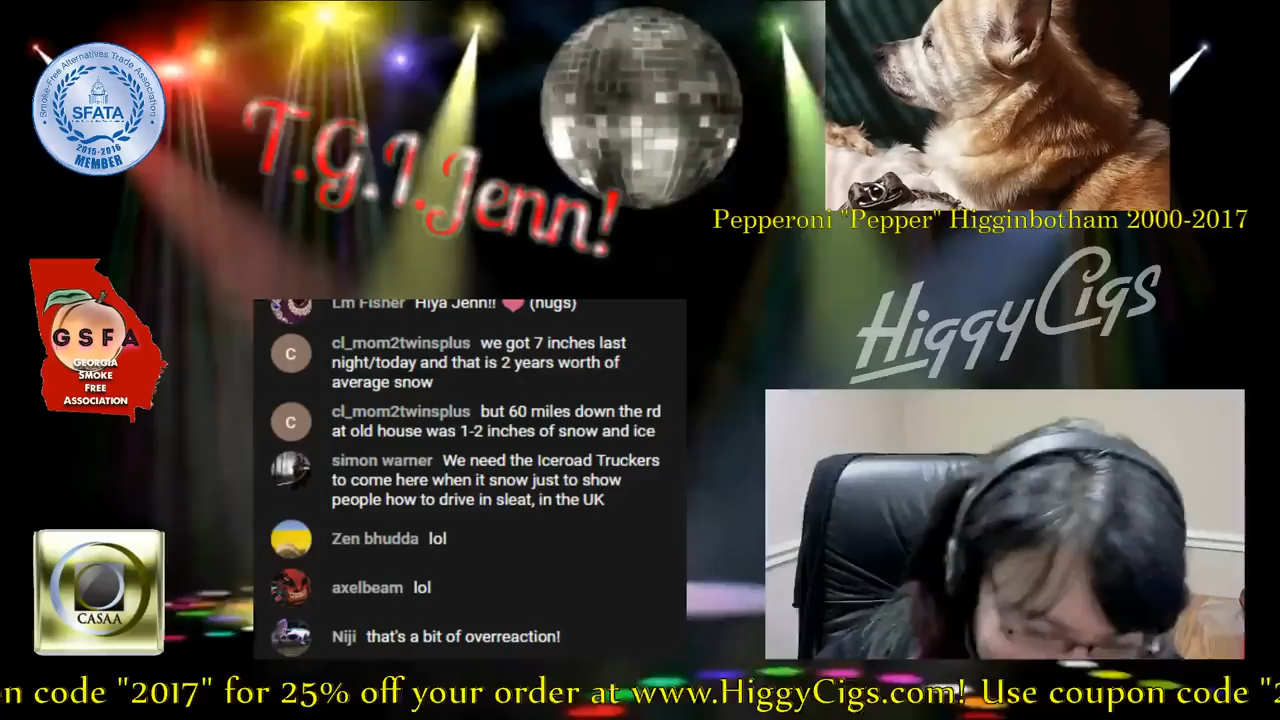 Smoke-Free Alternatives Trade Association
SFATA
2015-2016
MEMBER
T.G.I.Jenn!
Pepperoni "Pepper" Higginbotham 2000-2017
HiggyCigs
GSFA
GEORGIA
SMOKE
FREE
ASSOCIATION
Lm Fisher Hiya Jenn!! ❤ (hugs)
C
cl_mom2twinsplus we got 7 inches last
night/today and that is 2 years worth of
average snow
C
cl_mom2twinsplus but 60 miles down the rd
at old house was 1-2 inches of snow and ice
simon warner We need the Iceroad Truckers
to come here when it snow just to show
people how to drive in sleat, in the UK
Zen bhudda lol
axelbeam lol
Niji that's a bit of overreaction!
CASAA
n code "2017" for 25% off your order at www.HiggyCigs.com! Use coupon code "2